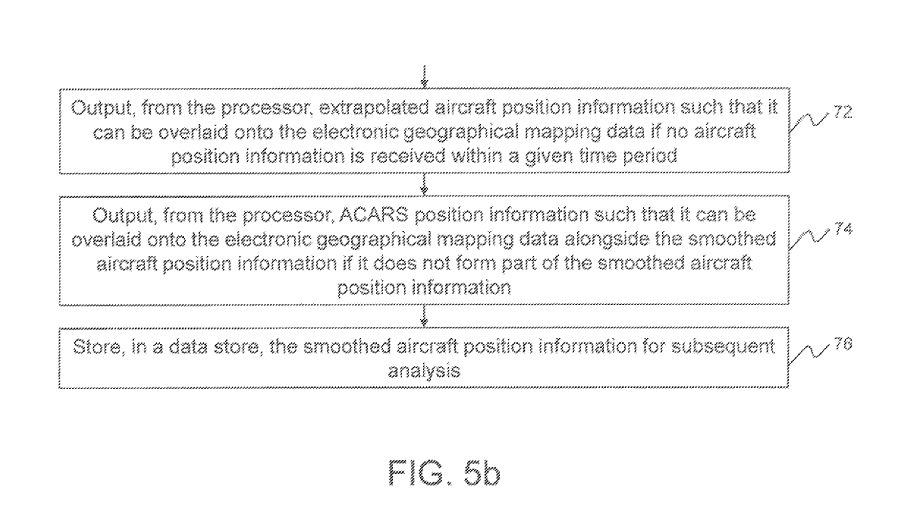 Output, from the processor, extrapolated aircraft position information such that it
can be overlaid onto the electronic geographical mapping data if no aircraft
position information is received within a given time period
72
Output, from the processor, ACARS position information such that it can be
overlaid onto the electronic geographical mapping data alongside the smoothed
aircraft position information if it does not form part of the smoothed aircraft
position information
74
Store, in a data store, the smoothed aircraft position information for subsequent
analysis
76
FIG. 5b